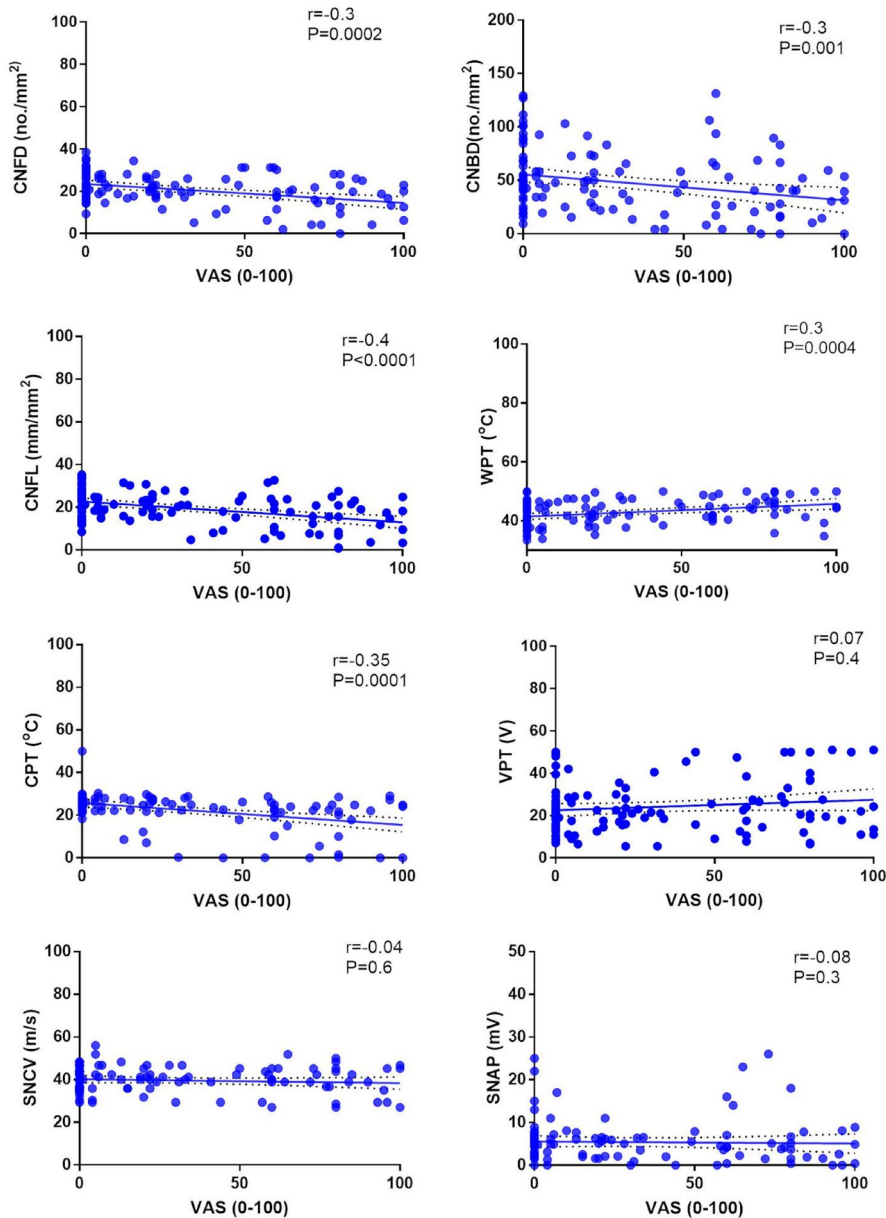 r=-0.3
P=0.0002
CNFD (no./mm²)
100
80
60
40
20
0
0
50
100
VAS (0-100)
r=-0.3
P=0.001
CNBD(no./mm²)
200
150
100
50
0
0
50
100
VAS (0-100)
r=-0.4
P<0.0001
CNFL (mm/mm²)
100
80
60
40
20
0
0
50
100
VAS (0-100)
r=0.3
P=0.0004
WPT (°C)
100
80
60
40
0
50
100
VAS (0-100)
r=-0.35
P=0.0001
CPT (°C)
100
80
60
40
20
0
0
50
100
VAS (0-100)
r=0.07
P=0.4
VPT (V)
100
80
60
40
20
0
0
50
100
VAS (0-100)
r=-0.04
P=0.6
SNCV (m/s)
100
80
60
40
20
0
0
50
100
VAS (0-100)
r=-0.08
P=0.3
SNAP (mV)
50
40
30
20
10
0
0
50
100
VAS (0-100)